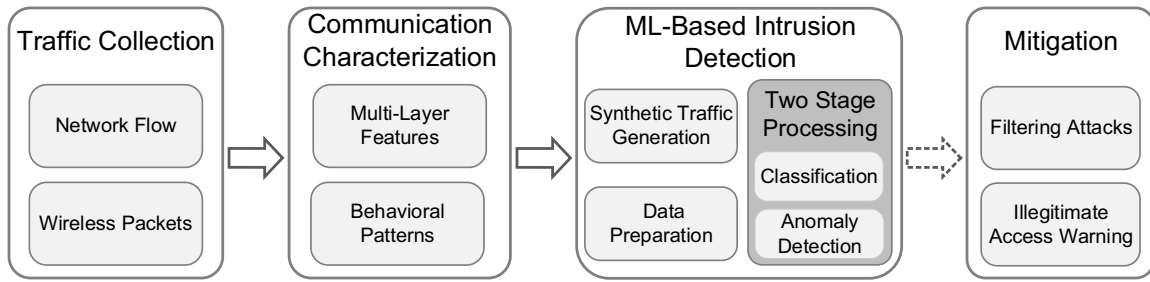 Traffic Collection
Network Flow
Wireless Packets
Communication
Characterization
Multi-Layer
Features
Behavioral
Patterns
ML-Based Intrusion
Detection
Synthetic Traffic
Generation
Data
Preparation
Two Stage
Processing
Classification
Anomaly
Detection
Mitigation
Filtering Attacks
Illegitimate
Access Warning